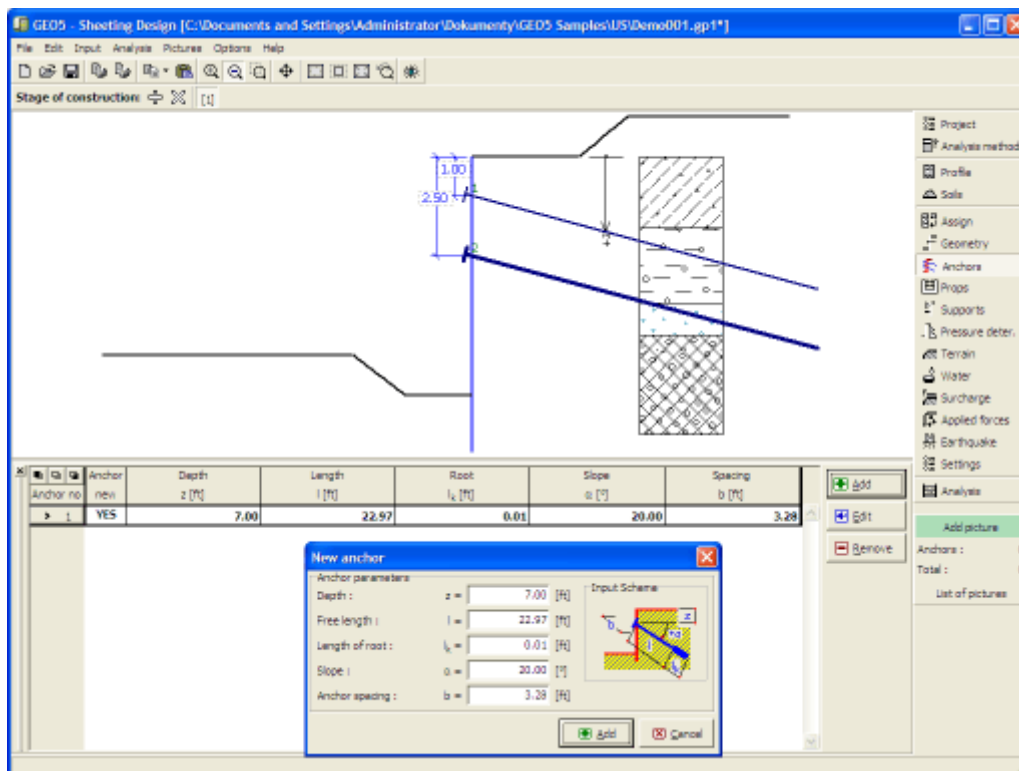 GEO5 - Sheeting Design [C:\Documents and Settings\Administrator\Dokumenty\GEO5 Samples\US\Demo001.gp1*]
File Edit Input Analysis Pictures Options Help
Stage of construction: [1]
1.00
2.50
1
2
Project
Analysis method
Profile
Soils
Assign
Geometry
Anchors
Props
Supports
Pressure deter.
Terrain
Water
Surcharge
Applied forces
Earthquake
Settings
Analysis
Add picture
Anchors :
Total :
List of pictures
Anchor Depth Length Root Slope Spacing
Anchor no new z [ft] l [ft] lk [ft] α [°] b [ft]
> 1 YES 7.00 22.97 0.01 20.00 3.28
Add
Edit
Remove
New anchor
Anchor parameters
Depth : z = 7.00 [ft]
Free length : l = 22.97 [ft]
Length of root : lk = 0.01 [ft]
Slope : α = 20.00 [°]
Anchor spacing : b = 3.28 [ft]
Input Scheme
b
z
l
Add Cancel